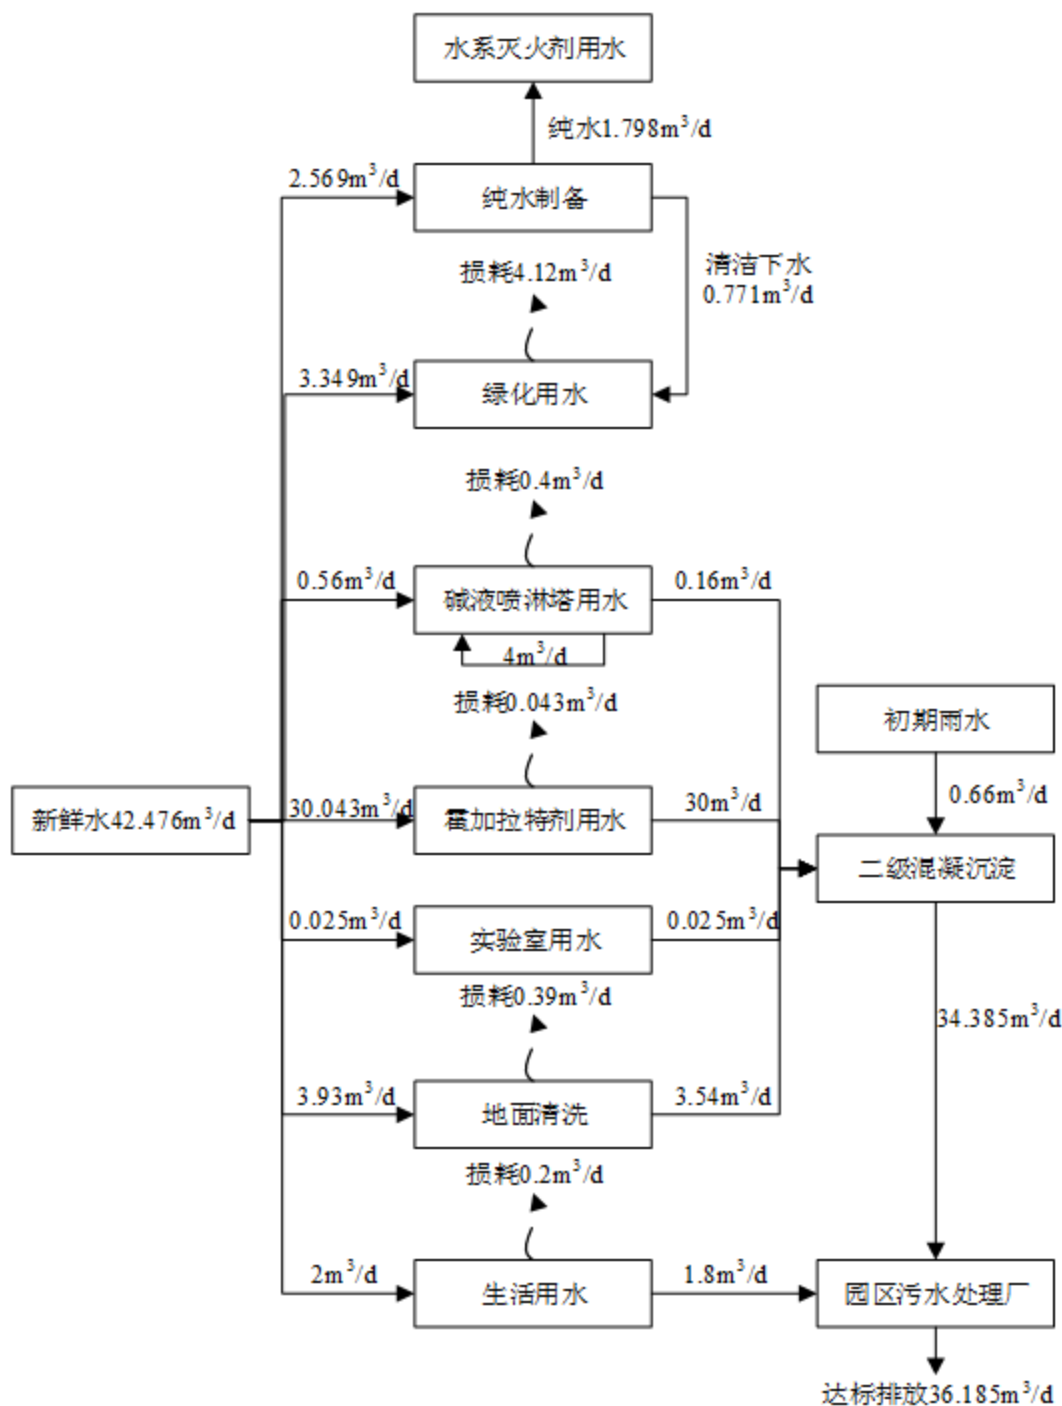 水系灭火剂用水
纯水1.798m³/d
2.569m³/d
纯水制备
损耗4.12m³/d
清洁下水
0.771m³/d
3.349m³/d
绿化用水
损耗0.4m³/d
0.56m³/d
碱液喷淋塔用水
0.16m³/d
4m³/d
损耗0.043m³/d
初期雨水
0.66m³/d
新鲜水42.476m³/d
30.043m³/d
霍加拉特剂用水
30m³/d
二级混凝沉淀
0.025m³/d
实验室用水
0.025m³/d
损耗0.39m³/d
34.385m³/d
3.93m³/d
地面清洗
3.54m³/d
损耗0.2m³/d
2m³/d
生活用水
1.8m³/d
园区污水处理厂
达标排放36.185m³/d